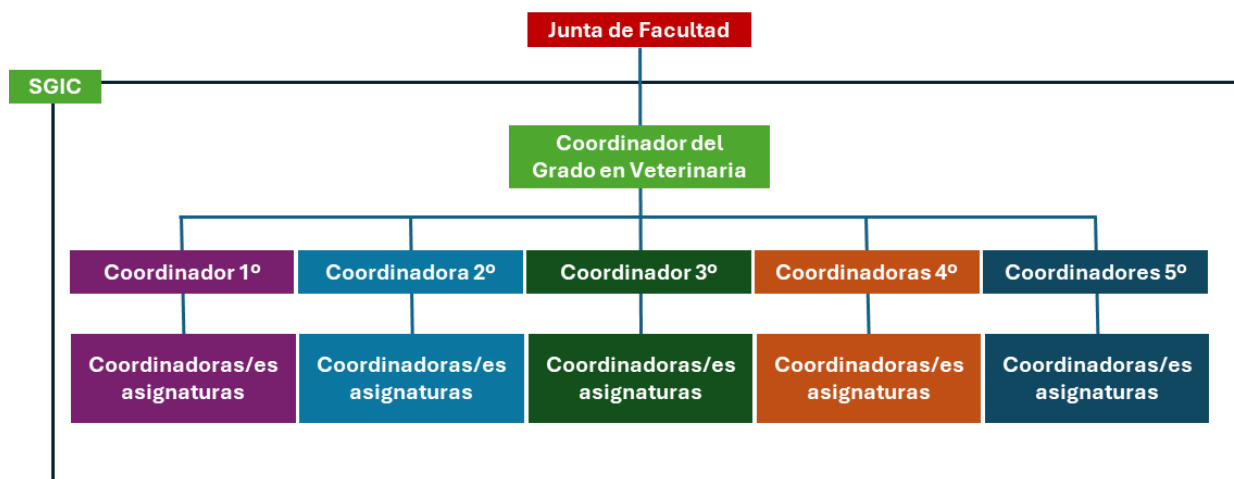 Junta de Facultad
SGIC
Coordinador del
Grado en Veterinaria
Coordinador 1º
Coordinadora 2º
Coordinador 3º
Coordinadoras 4º
Coordinadores 5º
Coordinadoras/es
asignaturas
Coordinadoras/es
asignaturas
Coordinadoras/es
asignaturas
Coordinadoras/es
asignaturas
Coordinadoras/es
asignaturas